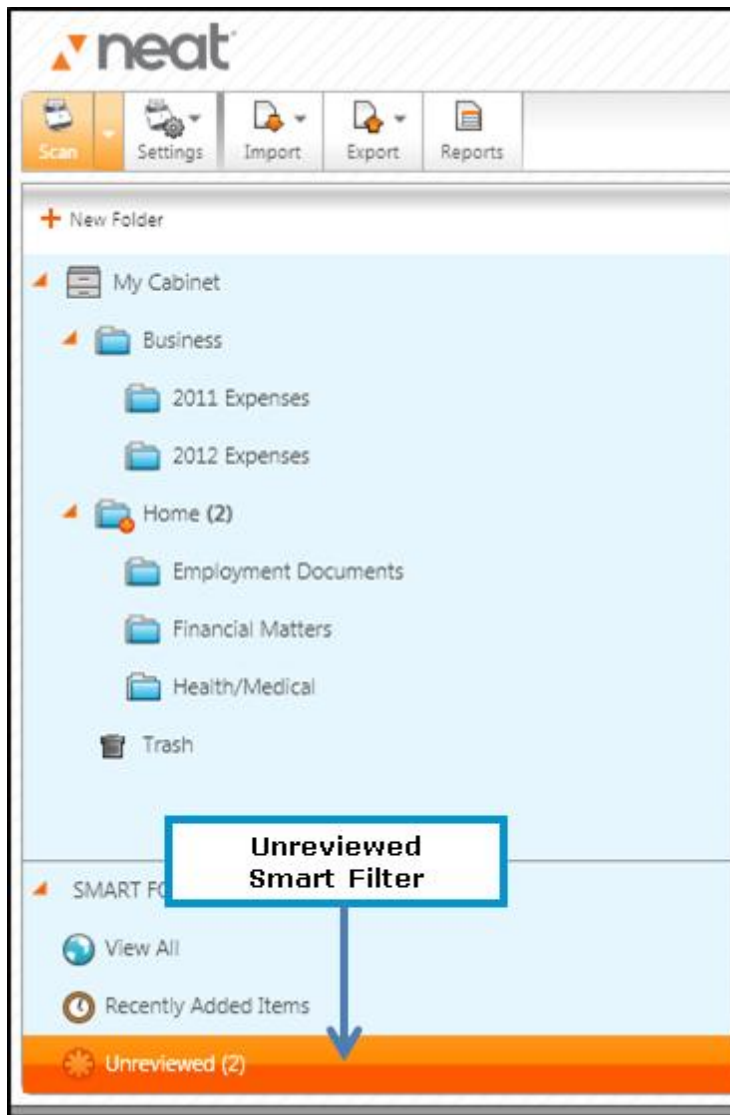 neat
Scan
Settings
Import
Export
Reports
New Folder
My Cabinet
Business
2011 Expenses
2012 Expenses
Home (2)
Employment Documents
Financial Matters
Health/Medical
Trash
Unreviewed
Smart Filter
SMART
View All
Recently Added Items
Unreviewed (2)